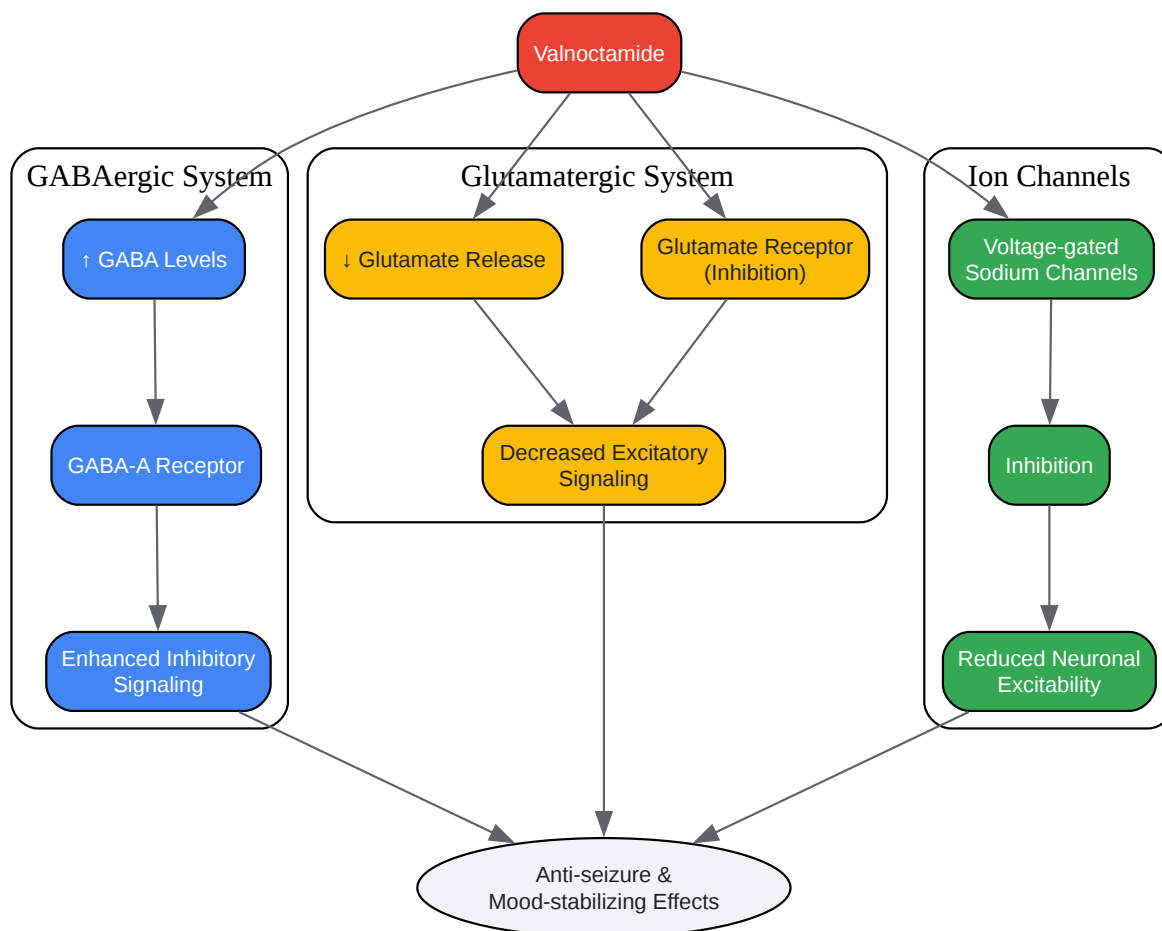 Valnoctamide
GABAergic System
Glutamatergic System
Ion Channels
↑ GABA Levels
↓ Glutamate Release
Glutamate Receptor
(Inhibition)
Voltage-gated
Sodium Channels
GABA-A Receptor
Decreased Excitatory
Signaling
Inhibition
Enhanced Inhibitory
Signaling
Reduced Neuronal
Excitability
Anti-seizure &
Mood-stabilizing Effects